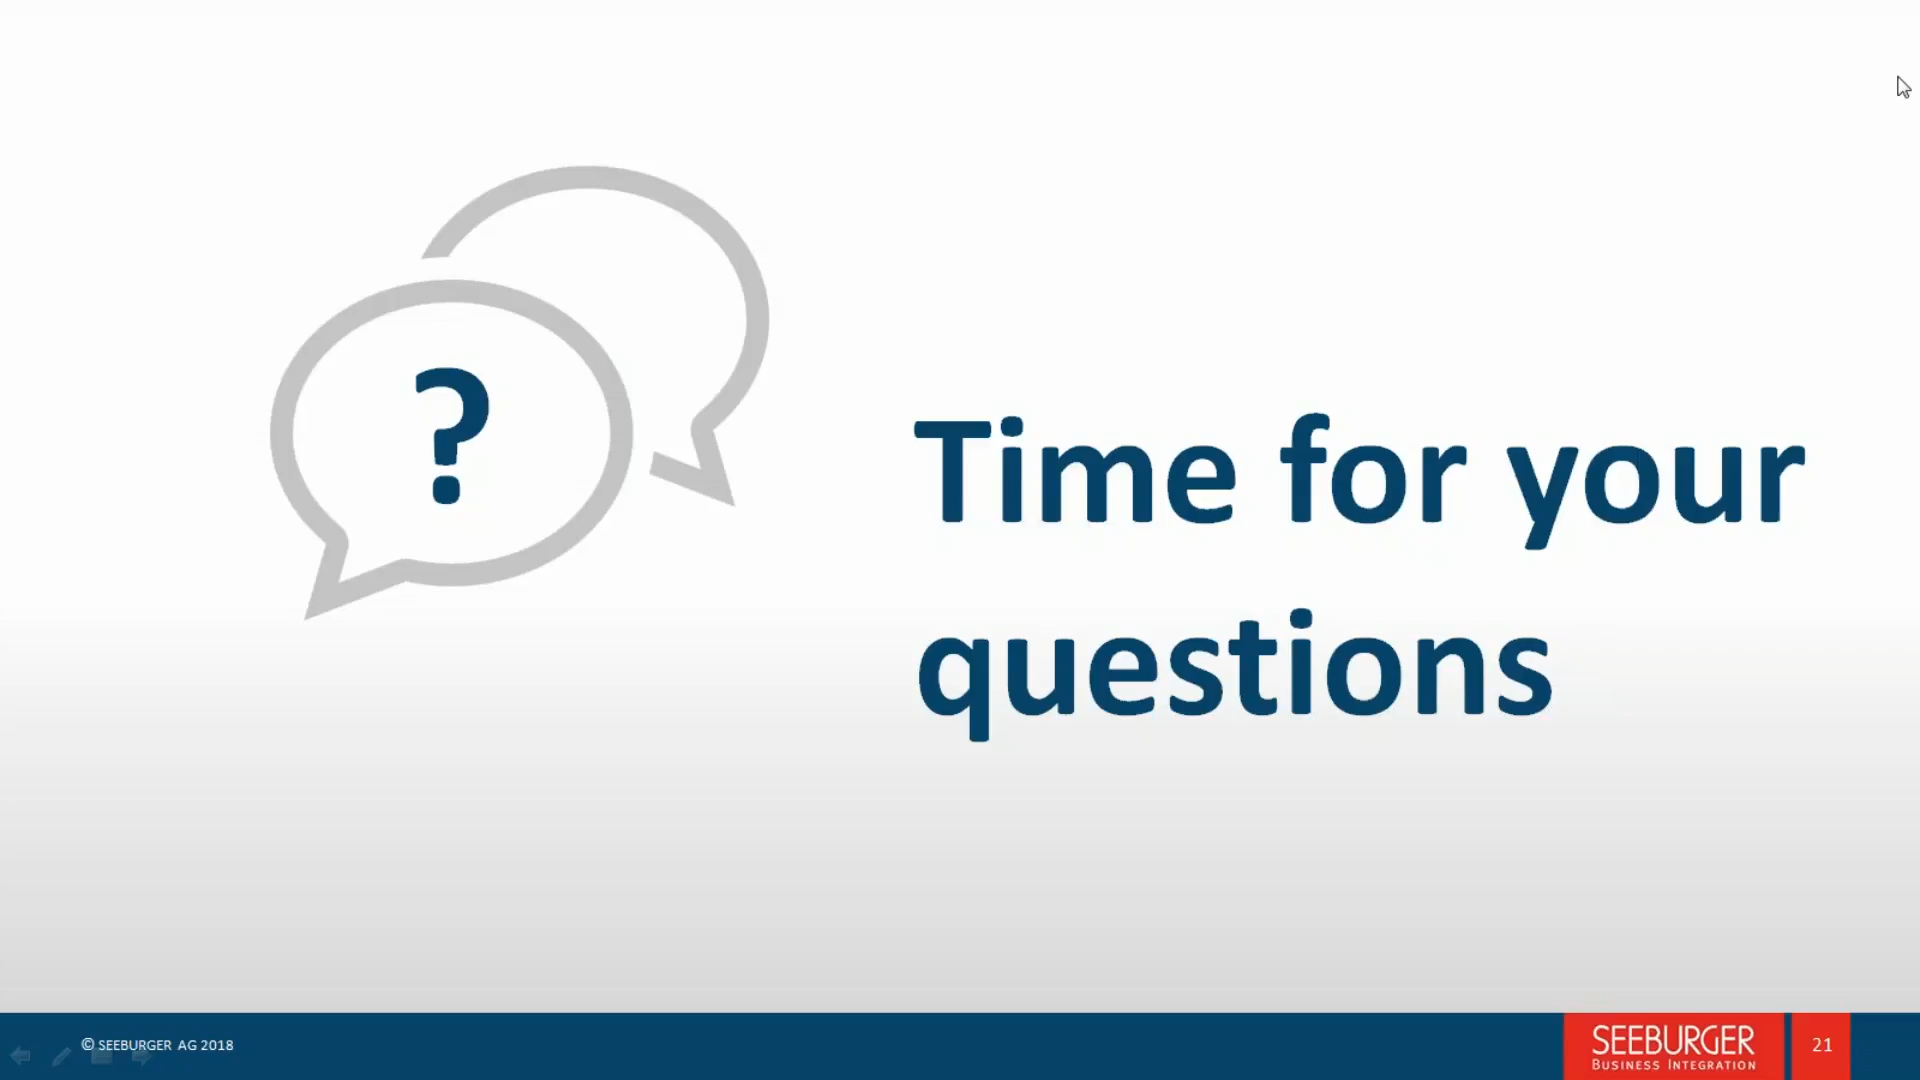 ?
Time for your
questions
© SEEBURGER AG 2018
SEEBURGER
BUSINESS INTEGRATION
21